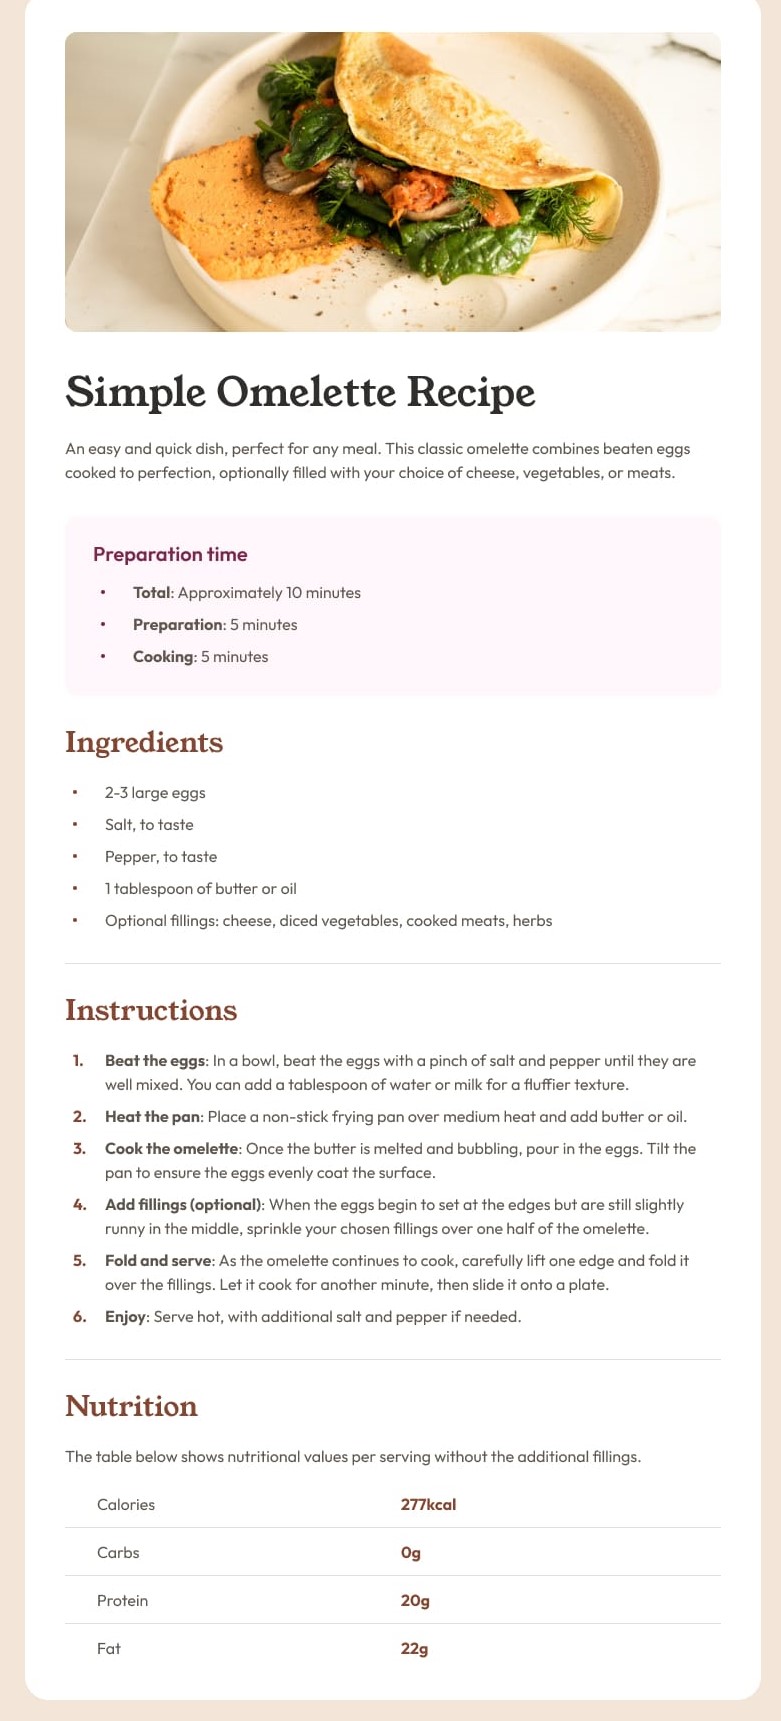 Simple Omelette Recipe
An easy and quick dish, perfect for any meal. This classic omelette combines beaten eggs
cooked to perfection, optionally filled with your choice of cheese, vegetables, or meats.
Preparation time
• Total: Approximately 10 minutes
• Preparation: 5 minutes
• Cooking: 5 minutes
Ingredients
▪ 2-3 large eggs
▪ Salt, to taste
▪ Pepper, to taste
▪ 1 tablespoon of butter or oil
▪ Optional fillings: cheese, diced vegetables, cooked meats, herbs
Instructions
1. Beat the eggs: In a bowl, beat the eggs with a pinch of salt and pepper until they are
well mixed. You can add a tablespoon of water or milk for a fluffier texture.
2. Heat the pan: Place a non-stick frying pan over medium heat and add butter or oil.
3. Cook the omelette: Once the butter is melted and bubbling, pour in the eggs. Tilt the
pan to ensure the eggs evenly coat the surface.
4. Add fillings (optional): When the eggs begin to set at the edges but are still slightly
runny in the middle, sprinkle your chosen fillings over one half of the omelette.
5. Fold and serve: As the omelette continues to cook, carefully lift one edge and fold it
over the fillings. Let it cook for another minute, then slide it onto a plate.
6. Enjoy: Serve hot, with additional salt and pepper if needed.
Nutrition
The table below shows nutritional values per serving without the additional fillings.
Calories 277kcal
Carbs 0g
Protein 20g
Fat 22g